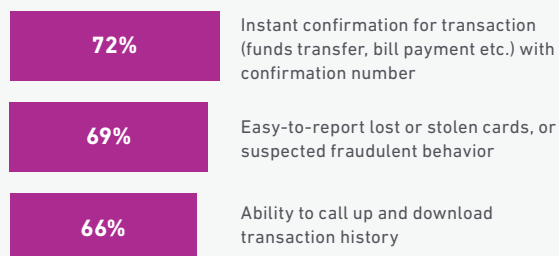 72%
Instant confirmation for transaction
(funds transfer, bill payment etc.) with
confirmation number
69%
Easy-to-report lost or stolen cards, or
suspected fraudulent behavior
66%
Ability to call up and download
transaction history